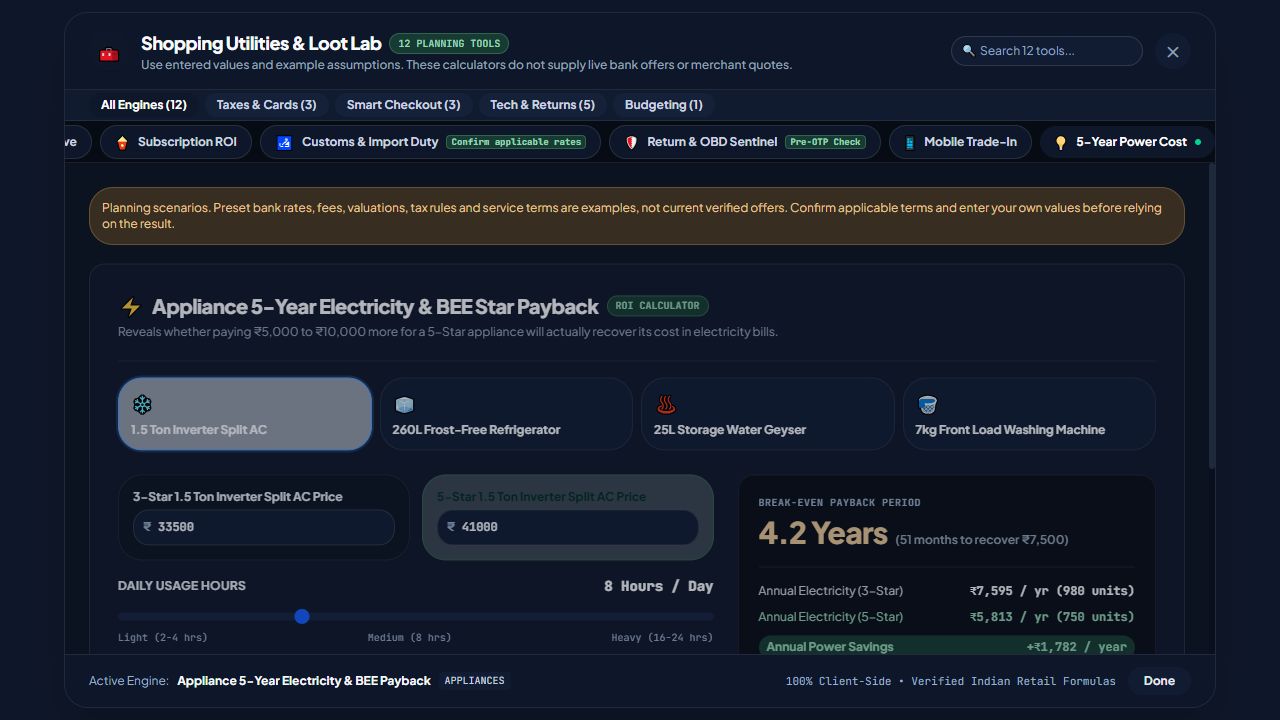 Shopping Utilities & Loot Lab
12 PLANNING TOOLS
Use entered values and example assumptions. These calculators do not supply live bank offers or merchant quotes.
Search 12 tools...
All Engines (12)
Taxes & Cards (3)
Smart Checkout (3)
Tech & Returns (5)
Budgeting (1)
ve
Subscription ROI
Customs & Import Duty
Confirm applicable rates
Return & OBD Sentinel
Pre-OTP Check
Mobile Trade-In
5-Year Power Cost
Planning scenarios. Preset bank rates, fees, valuations, tax rules and service terms are examples, not current verified offers. Confirm applicable terms and enter your own values before relying
on the result.
Appliance 5-Year Electricity & BEE Star Payback
ROI CALCULATOR
Reveals whether paying ₹5,000 to ₹10,000 more for a 5-Star appliance will actually recover its cost in electricity bills.
1.5 Ton Inverter Split AC
260L Frost-Free Refrigerator
25L Storage Water Geyser
7kg Front Load Washing Machine
3-Star 1.5 Ton Inverter Split AC Price
₹ 33500
5-Star 1.5 Ton Inverter Split AC Price
₹ 41000
DAILY USAGE HOURS
8 Hours / Day
Light (2-4 hrs)
Medium (8 hrs)
Heavy (16-24 hrs)
BREAK-EVEN PAYBACK PERIOD
4.2 Years (51 months to recover ₹7,500)
Annual Electricity (3-Star)
₹7,595 / yr (980 units)
Annual Electricity (5-Star)
₹5,813 / yr (750 units)
Annual Power Savings
+₹1,782 / year
Active Engine: Appliance 5-Year Electricity & BEE Payback
APPLIANCES
100% Client-Side • Verified Indian Retail Formulas
Done